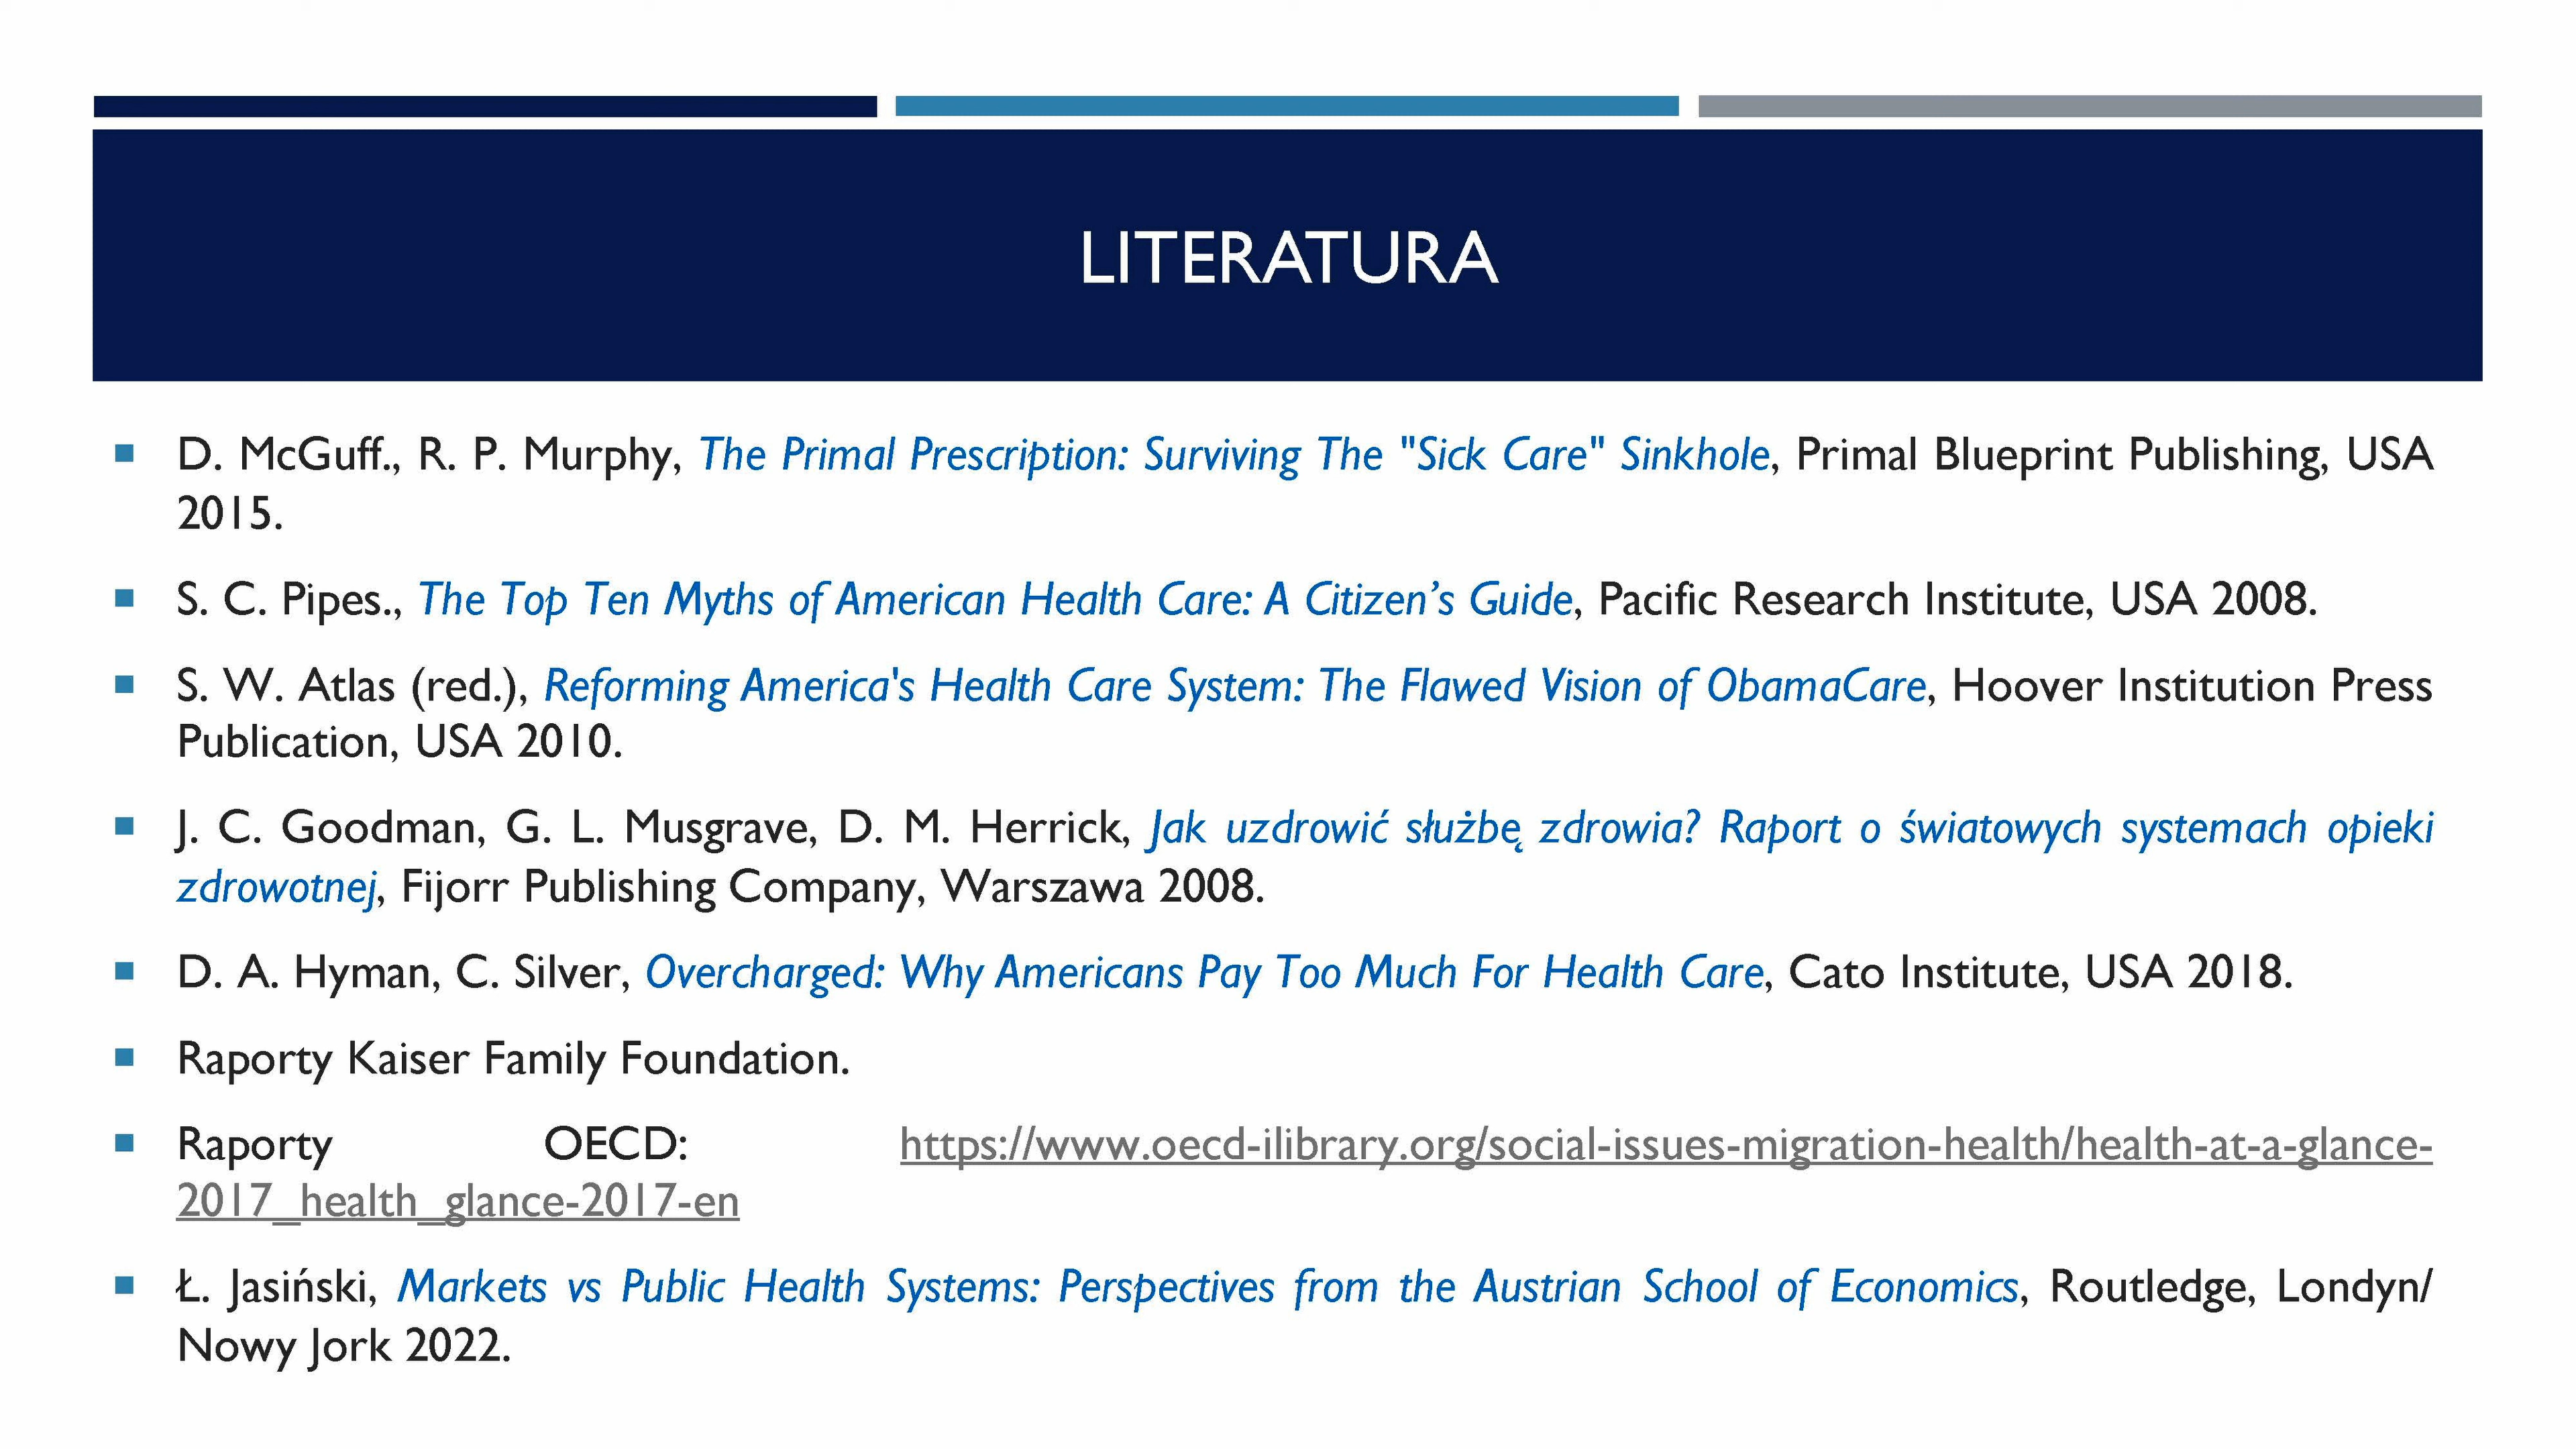 LITERATURA
D. McGuff., R. P. Murphy, The Primal Prescription: Surviving The "Sick Care" Sinkhole, Primal Blueprint Publishing, USA
2015.
S. C. Pipes., The Top Ten Myths of American Health Care: A Citizen’s Guide, Pacific Research Institute, USA 2008.
S. W. Atlas (red.), Reforming America's Health Care System: The Flawed Vision of ObamaCare, Hoover Institution Press
Publication, USA 2010.
J. C. Goodman, G. L. Musgrave, D. M. Herrick, Jak uzdrowić służbę zdrowia? Raport o światowych systemach opieki
zdrowotnej, Fijorr Publishing Company, Warszawa 2008.
D. A. Hyman, C. Silver, Overcharged: Why Americans Pay Too Much For Health Care, Cato Institute, USA 2018.
Raporty Kaiser Family Foundation.
Raporty OECD: https://www.oecd-ilibrary.org/social-issues-migration-health/health-at-a-glance-
2017_health_glance-2017-en
Ł. Jasiński, Markets vs Public Health Systems: Perspectives from the Austrian School of Economics, Routledge, Londyn/
Nowy Jork 2022.